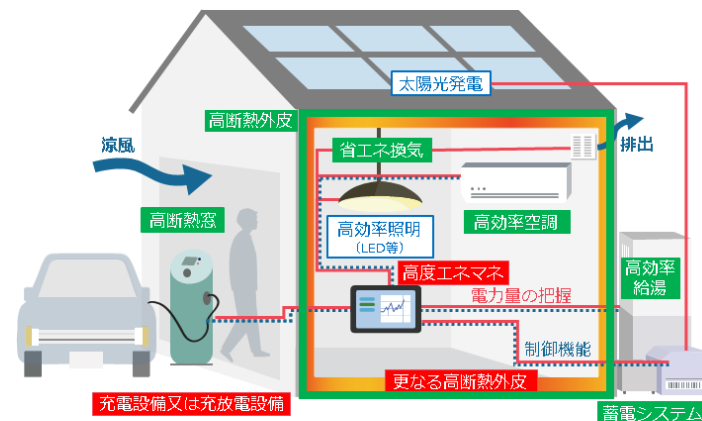 太陽光発電
高断熱外皮
涼風
省エネ換気
排出
高断熱窓
高効率照明
(LED等)
高効率空調
高度エネマネ
高効率
給湯
電力量の把握
制御機能
更なる高断熱外皮
充電設備又は充放電設備
蓄電システム